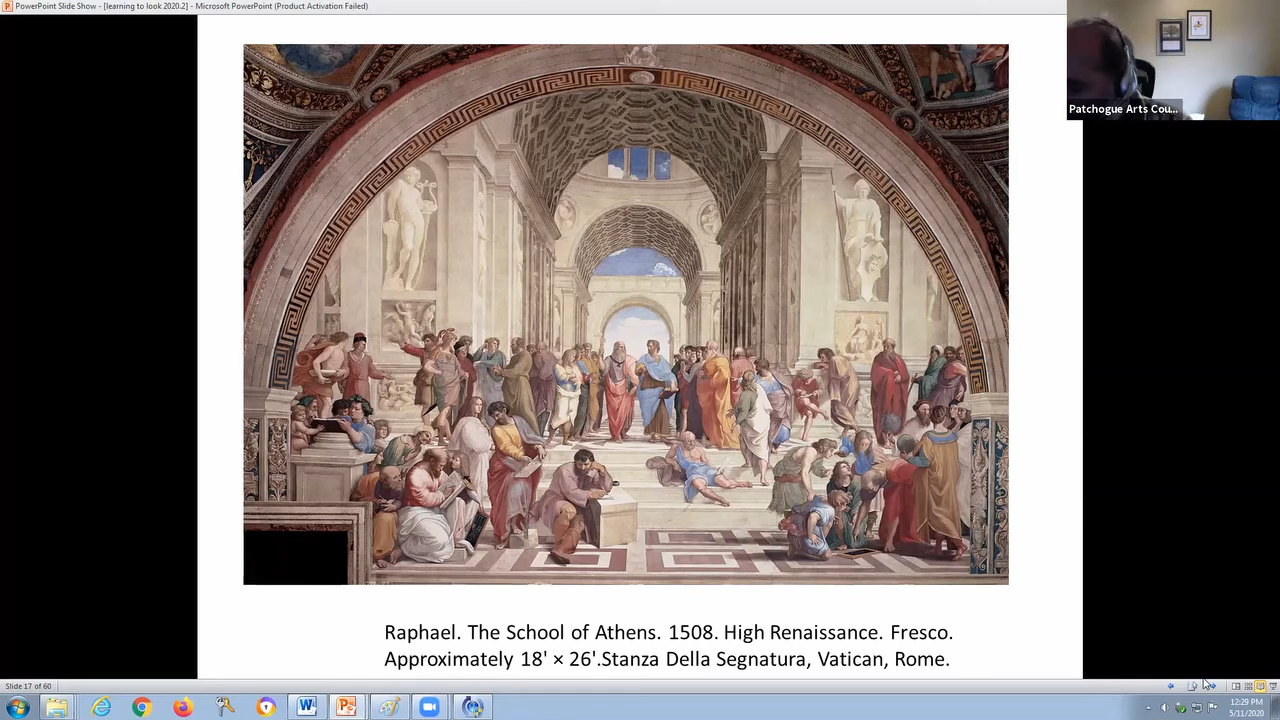 PowerPoint Slide Show - [learning to look 2020.2] - Microsoft PowerPoint (Product Activation Failed)
Patchogue Arts Cou...
Raphael. The School of Athens. 1508. High Renaissance. Fresco.
Approximately 18' × 26'.Stanza Della Segnatura, Vatican, Rome.
Slide 17 of 60
12:29 PM
5/11/2020